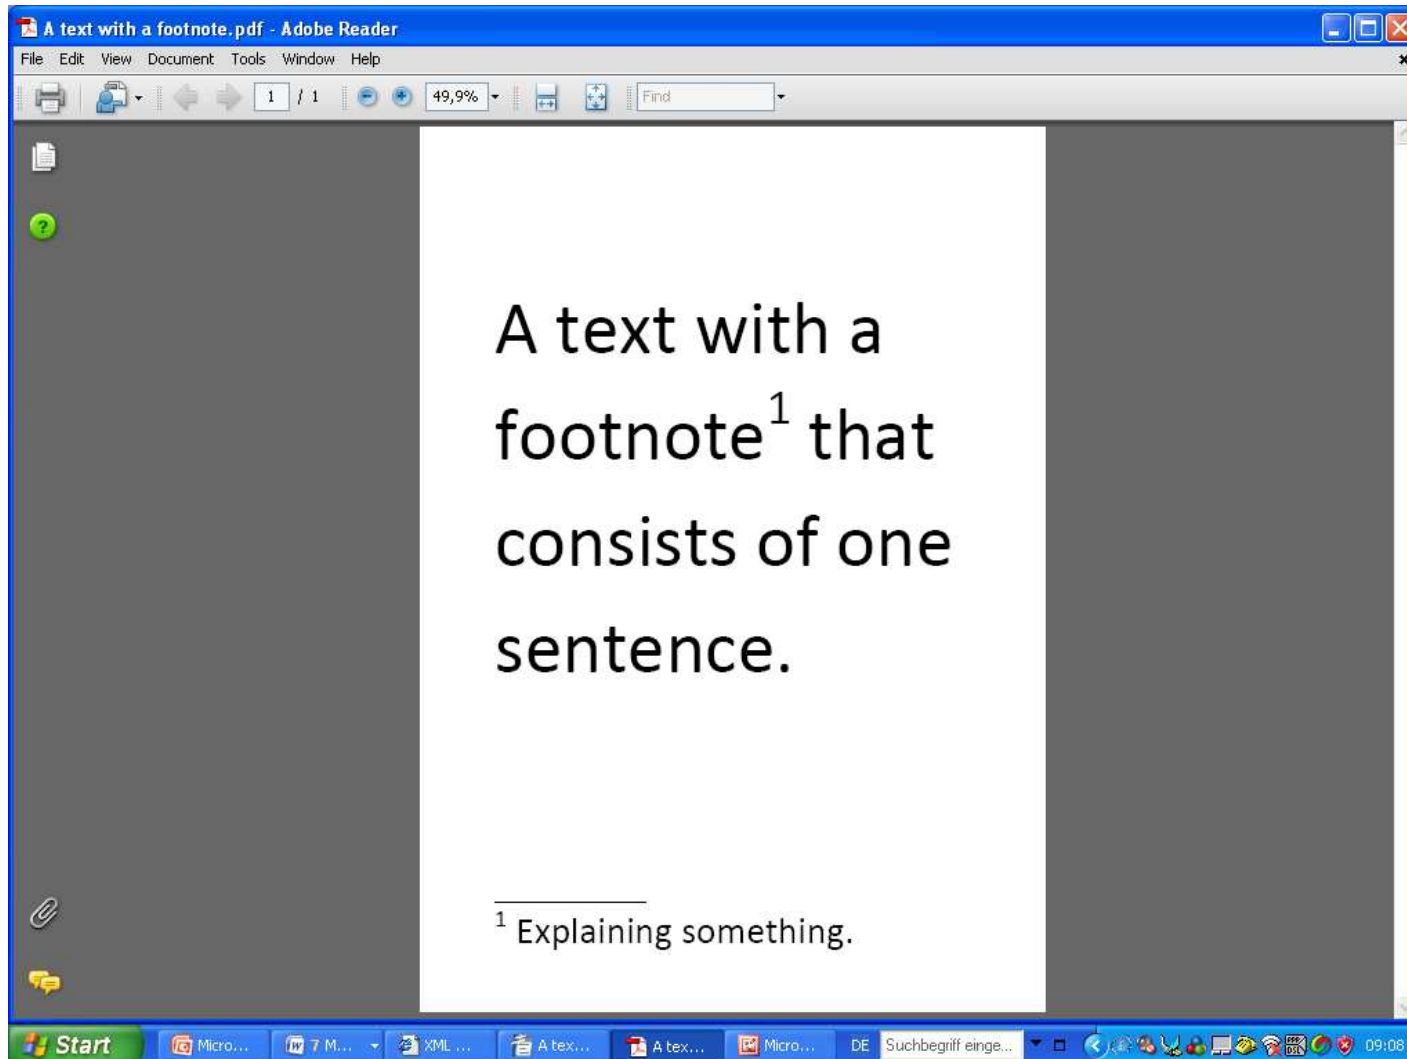 A text with a footnote.pdf - Adobe Reader
File Edit View Document Tools Window Help
1 / 1 49,9% Find
A text with a
footnote1 that
consists of one
sentence.
1 Explaining something.
Start Micro... 7 M... XML ... A tex... A tex... Micro... DE Suchbegriff einge... 09:08